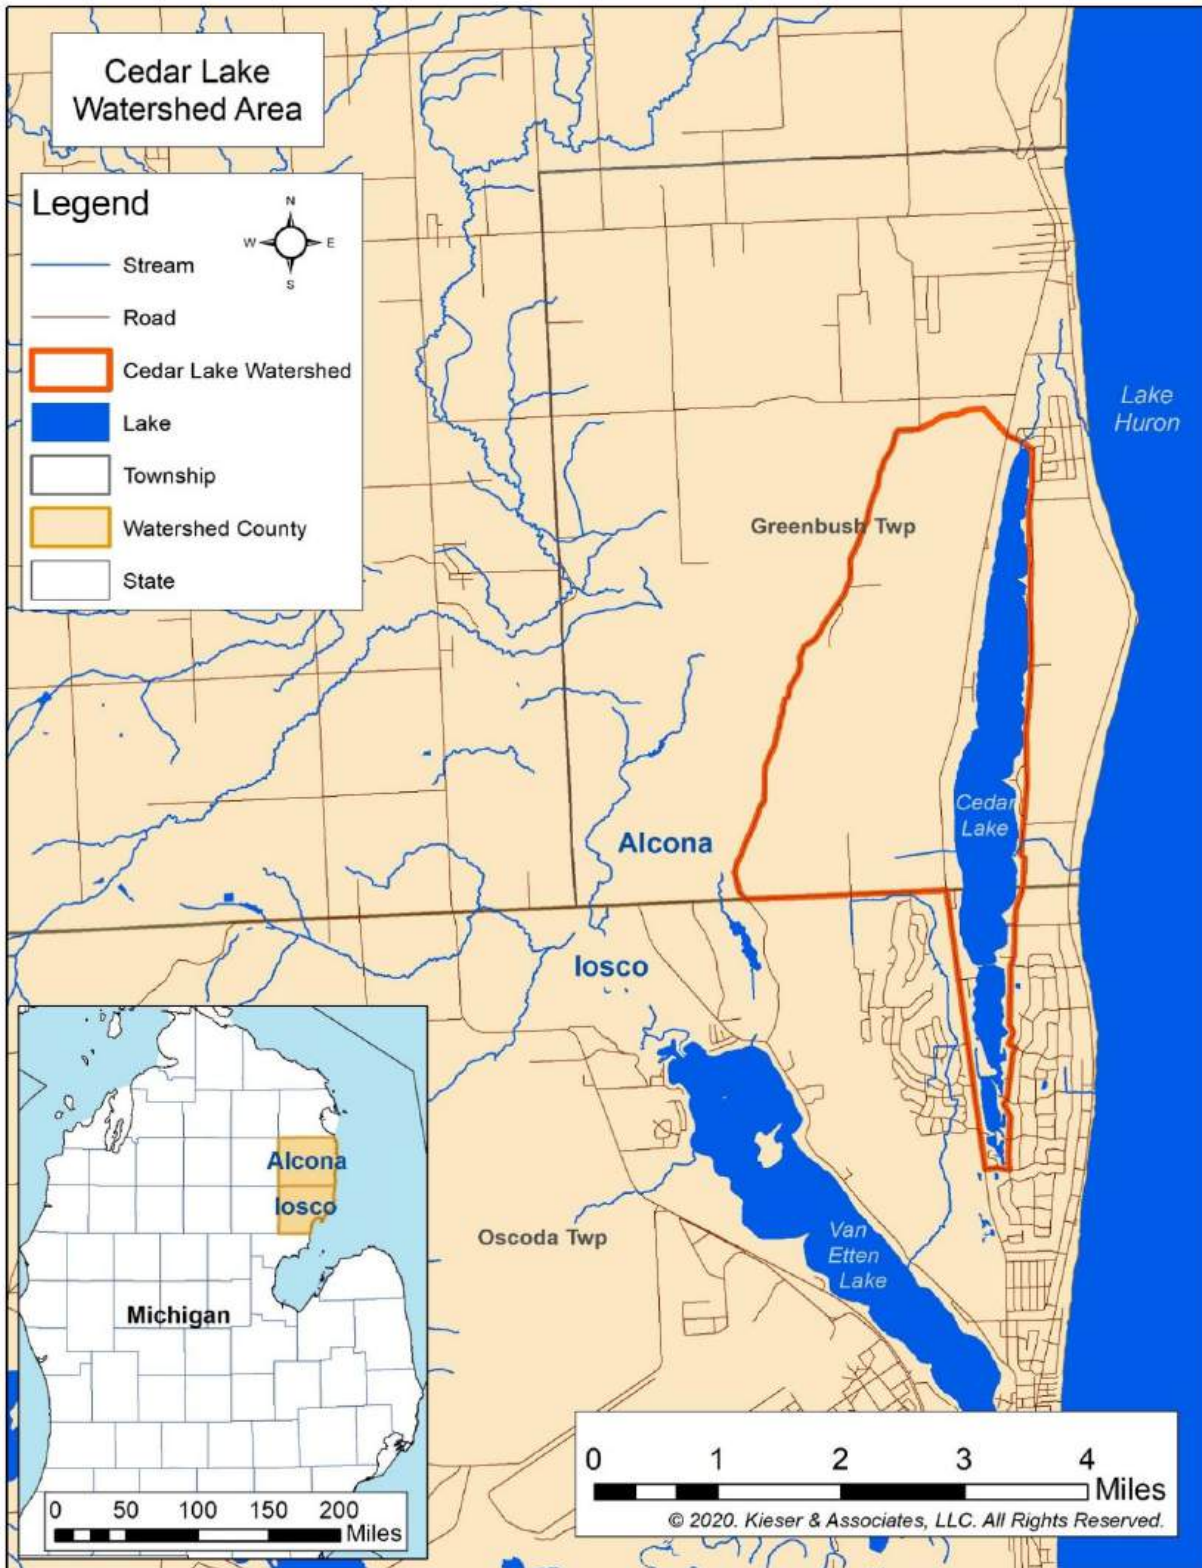 Cedar Lake
Watershed Area
Legend
N
W E
S
Stream
Road
Cedar Lake Watershed
Lake
Township
Watershed County
State
Lake
Huron
Greenbush Twp
Cedar
Lake
Alcona
Iosco
Alcona
Iosco
Oscoda Twp
Van
Etten
Lake
Michigan
0 50 100 150 200
Miles
0 1 2 3 4
Miles
© 2020. Kieser & Associates, LLC. All Rights Reserved.